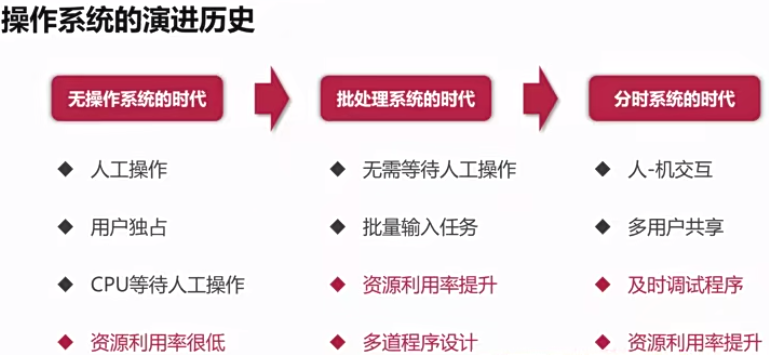 操作系统的演进历史
无操作系统的时代
人工操作
用户独占
CPU等待人工操作
资源利用率很低
批处理系统的时代
无需等待人工操作
批量输入任务
资源利用率提升
多道程序设计
分时系统的时代
人-机交互
多用户共享
及时调试程序
资源利用率提升